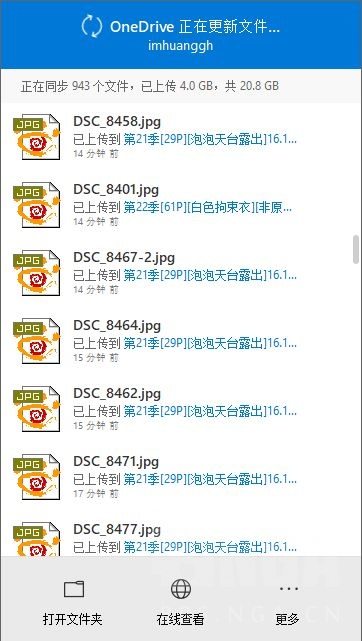 OneDrive 正在更新文件...
imhuanggh
正在同步 943 个文件，已上传 4.0 GB，共 20.8 GB
JPG
DSC_8458.jpg
已上传到 第21季[29P][泡泡天台露出]16.1...
14 分钟 前
JPG
DSC_8401.jpg
已上传到 第22季[61P][白色拘束衣][非原...
14 分钟 前
JPG
DSC_8467-2.jpg
已上传到 第21季[29P][泡泡天台露出]16.1...
14 分钟 前
JPG
DSC_8464.jpg
已上传到 第21季[29P][泡泡天台露出]16.1...
15 分钟 前
JPG
DSC_8462.jpg
已上传到 第21季[29P][泡泡天台露出]16.1...
15 分钟 前
JPG
DSC_8471.jpg
已上传到 第21季[29P][泡泡天台露出]16.1...
17 分钟 前
JPG
DSC_8477.jpg
已上传到 第21季[29P][泡泡天台露出]16.1...
打开文件夹
在线查看
更多